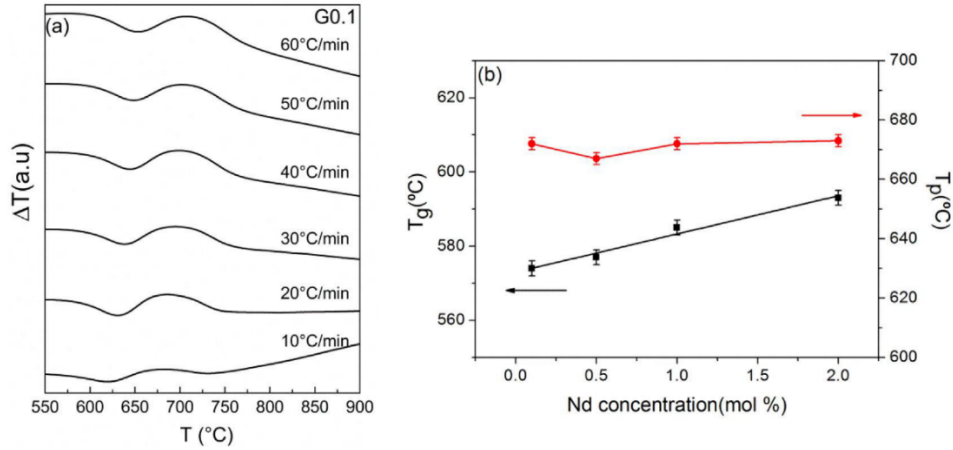 (a)
G0.1
60°C/min
50°C/min
40°C/min
30°C/min
20°C/min
10°C/min
ΔT(a.u)
550 600 650 700 750 800 850 900
T (°C)
(b)
620
600
580
560
Tg(ºC)
700
680
660
640
620
600
Tp(ºC)
0.0 0.5 1.0 1.5 2.0
Nd concentration(mol %)